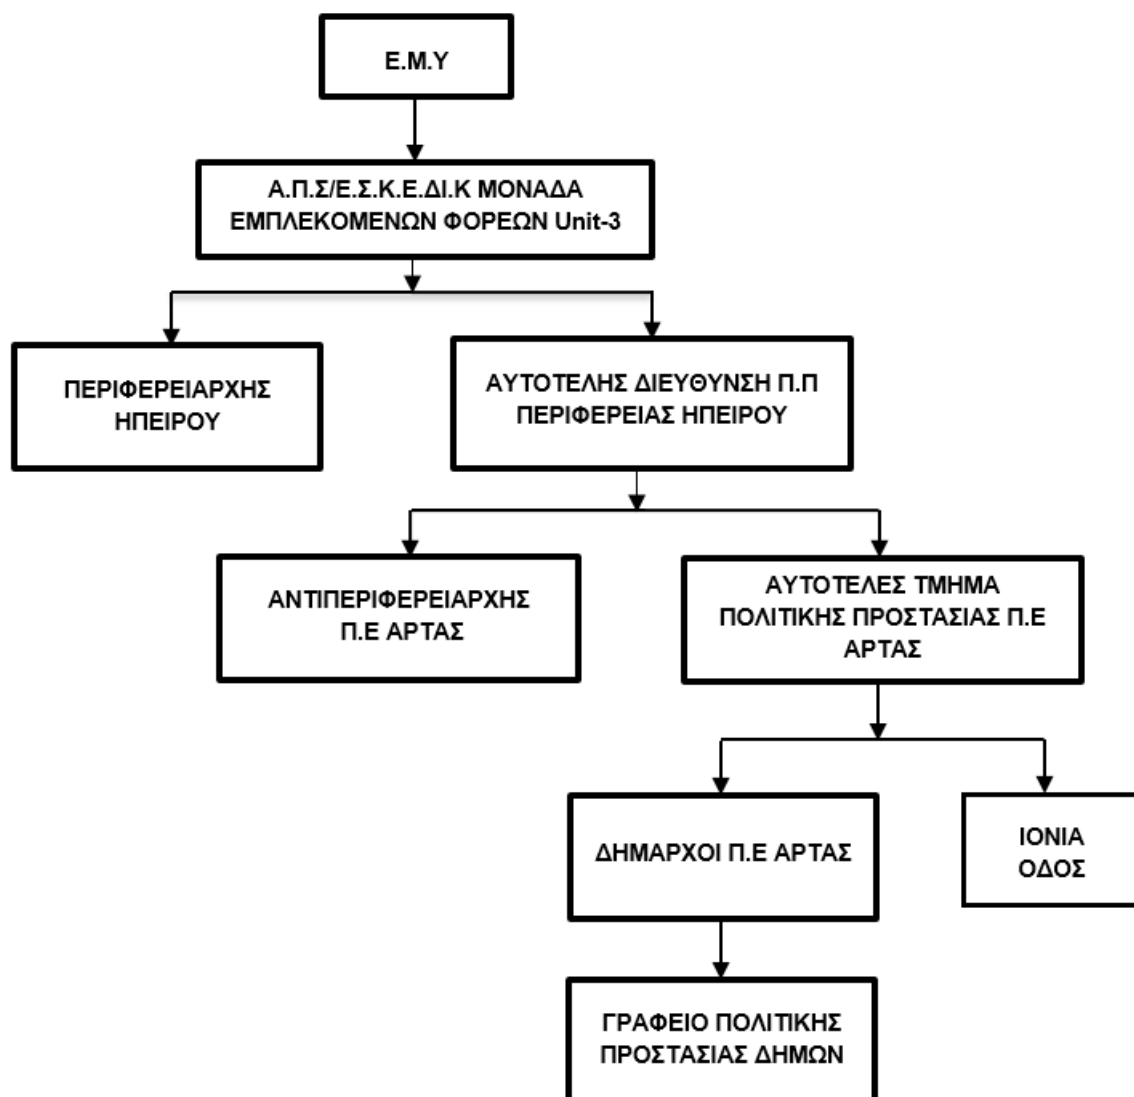 Ε.Μ.Υ
Α.Π.Σ/Ε.Σ.Κ.Ε.ΔΙ.Κ ΜΟΝΑΔΑ
ΕΜΠΛΕΚΟΜΕΝΩΝ ΦΟΡΕΩΝ Unit-3
ΠΕΡΙΦΕΡΕΙΑΡΧΗΣ
ΗΠΕΙΡΟΥ
ΑΥΤΟΤΕΛΗΣ ΔΙΕΥΘΥΝΣΗ Π.Π
ΠΕΡΙΦΕΡΕΙΑΣ ΗΠΕΙΡΟΥ
ΑΝΤΙΠΕΡΙΦΕΡΕΙΑΡΧΗΣ
Π.Ε ΑΡΤΑΣ
ΑΥΤΟΤΕΛΕΣ ΤΜΗΜΑ
ΠΟΛΙΤΙΚΗΣ ΠΡΟΣΤΑΣΙΑΣ Π.Ε
ΑΡΤΑΣ
ΔΗΜΑΡΧΟΙ Π.Ε ΑΡΤΑΣ
ΙΟΝΙΑ
ΟΔΟΣ
ΓΡΑΦΕΙΟ ΠΟΛΙΤΙΚΗΣ
ΠΡΟΣΤΑΣΙΑΣ ΔΗΜΩΝ